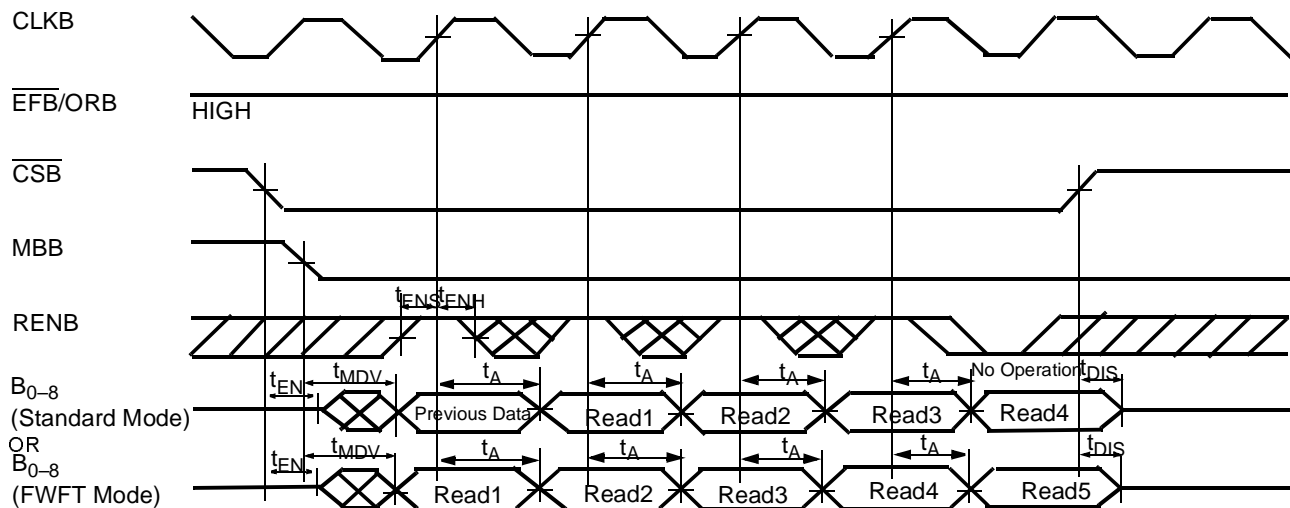 CLKB
EFB/ORB
HIGH
CSB
MBB
tENS tENH
RENB
No Operation
tEN tMDV tA tA tA tA tDIS
B0–8
(Standard Mode)
Previous Data Read1 Read2 Read3 Read4
OR
tEN tMDV tA tA tA tA tDIS
B0–8
(FWFT Mode)
Read1 Read2 Read3 Read4 Read5